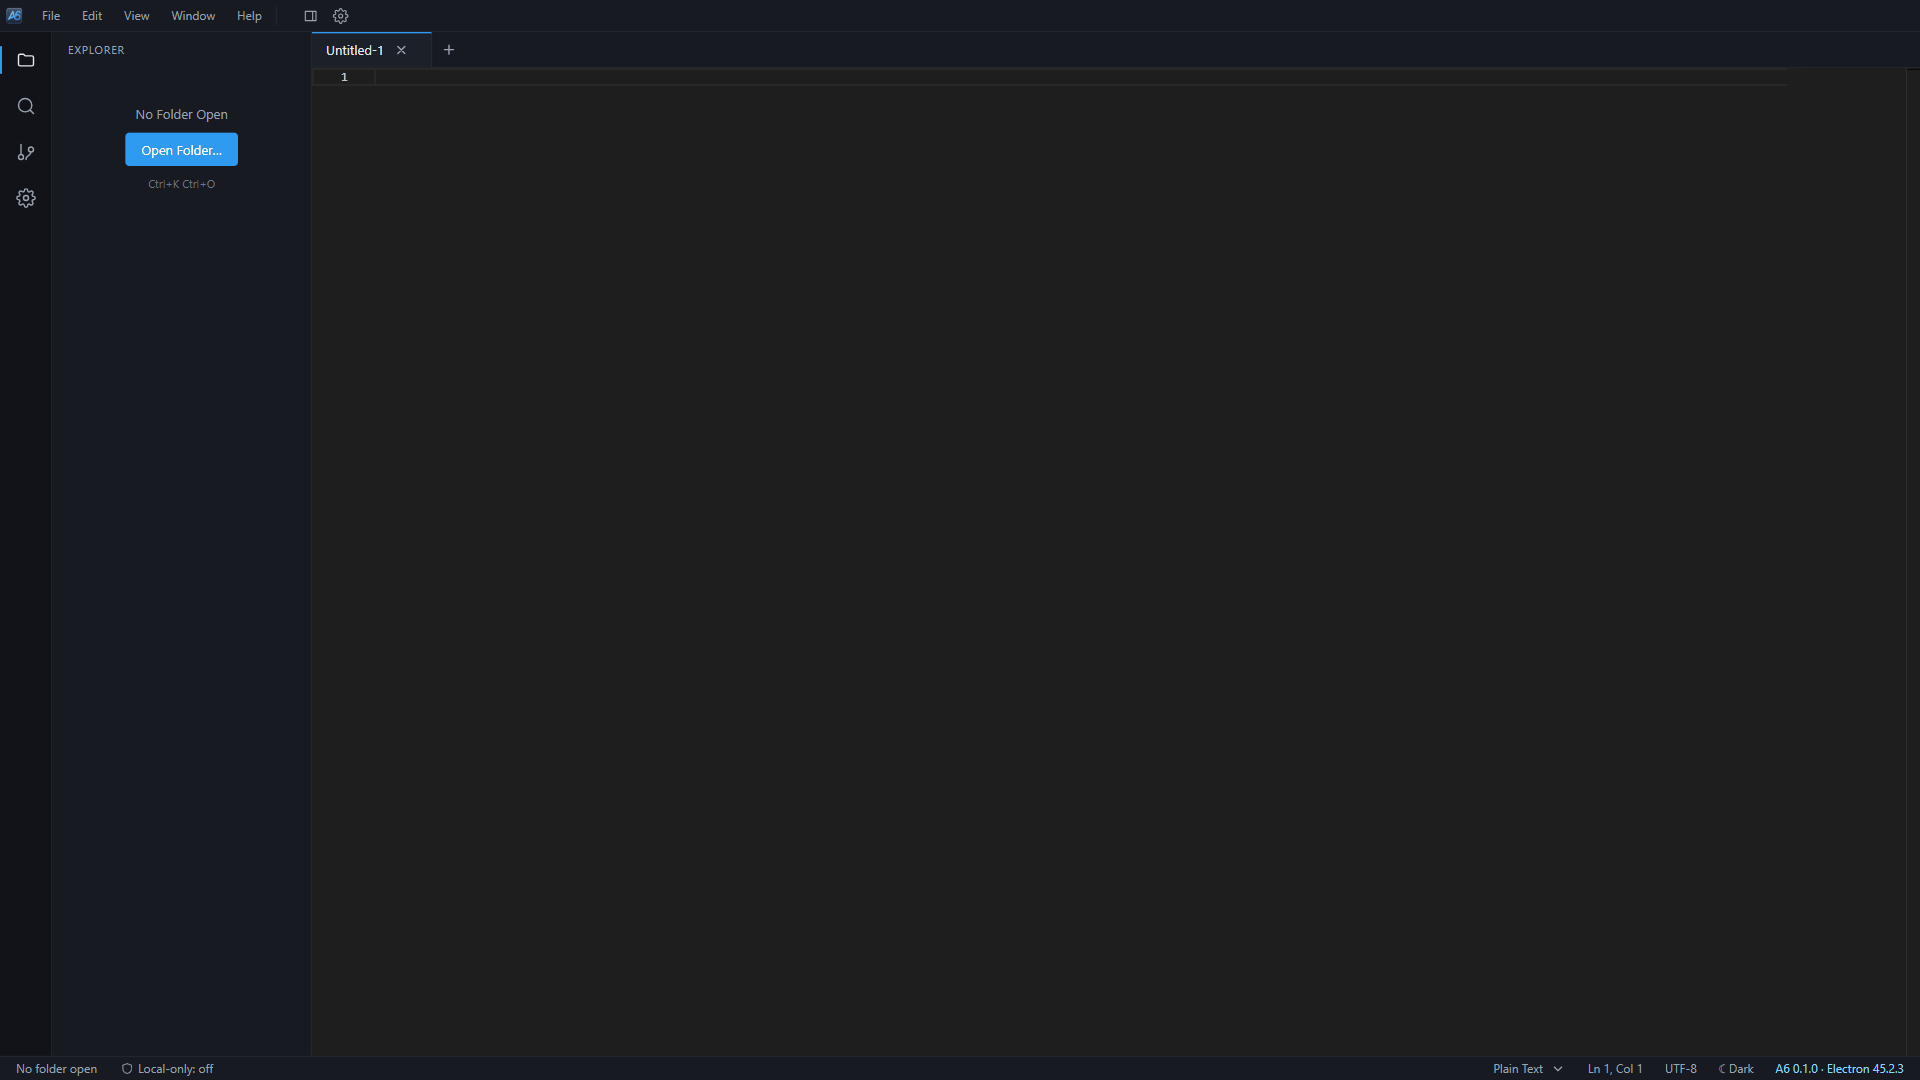 A6 File Edit View Window Help
EXPLORER
Untitled-1
1
No Folder Open
Open Folder...
Ctrl+K Ctrl+O
No folder open Local-only: off Plain Text Ln 1, Col 1 UTF-8 Dark A6 0.1.0 · Electron 45.2.3